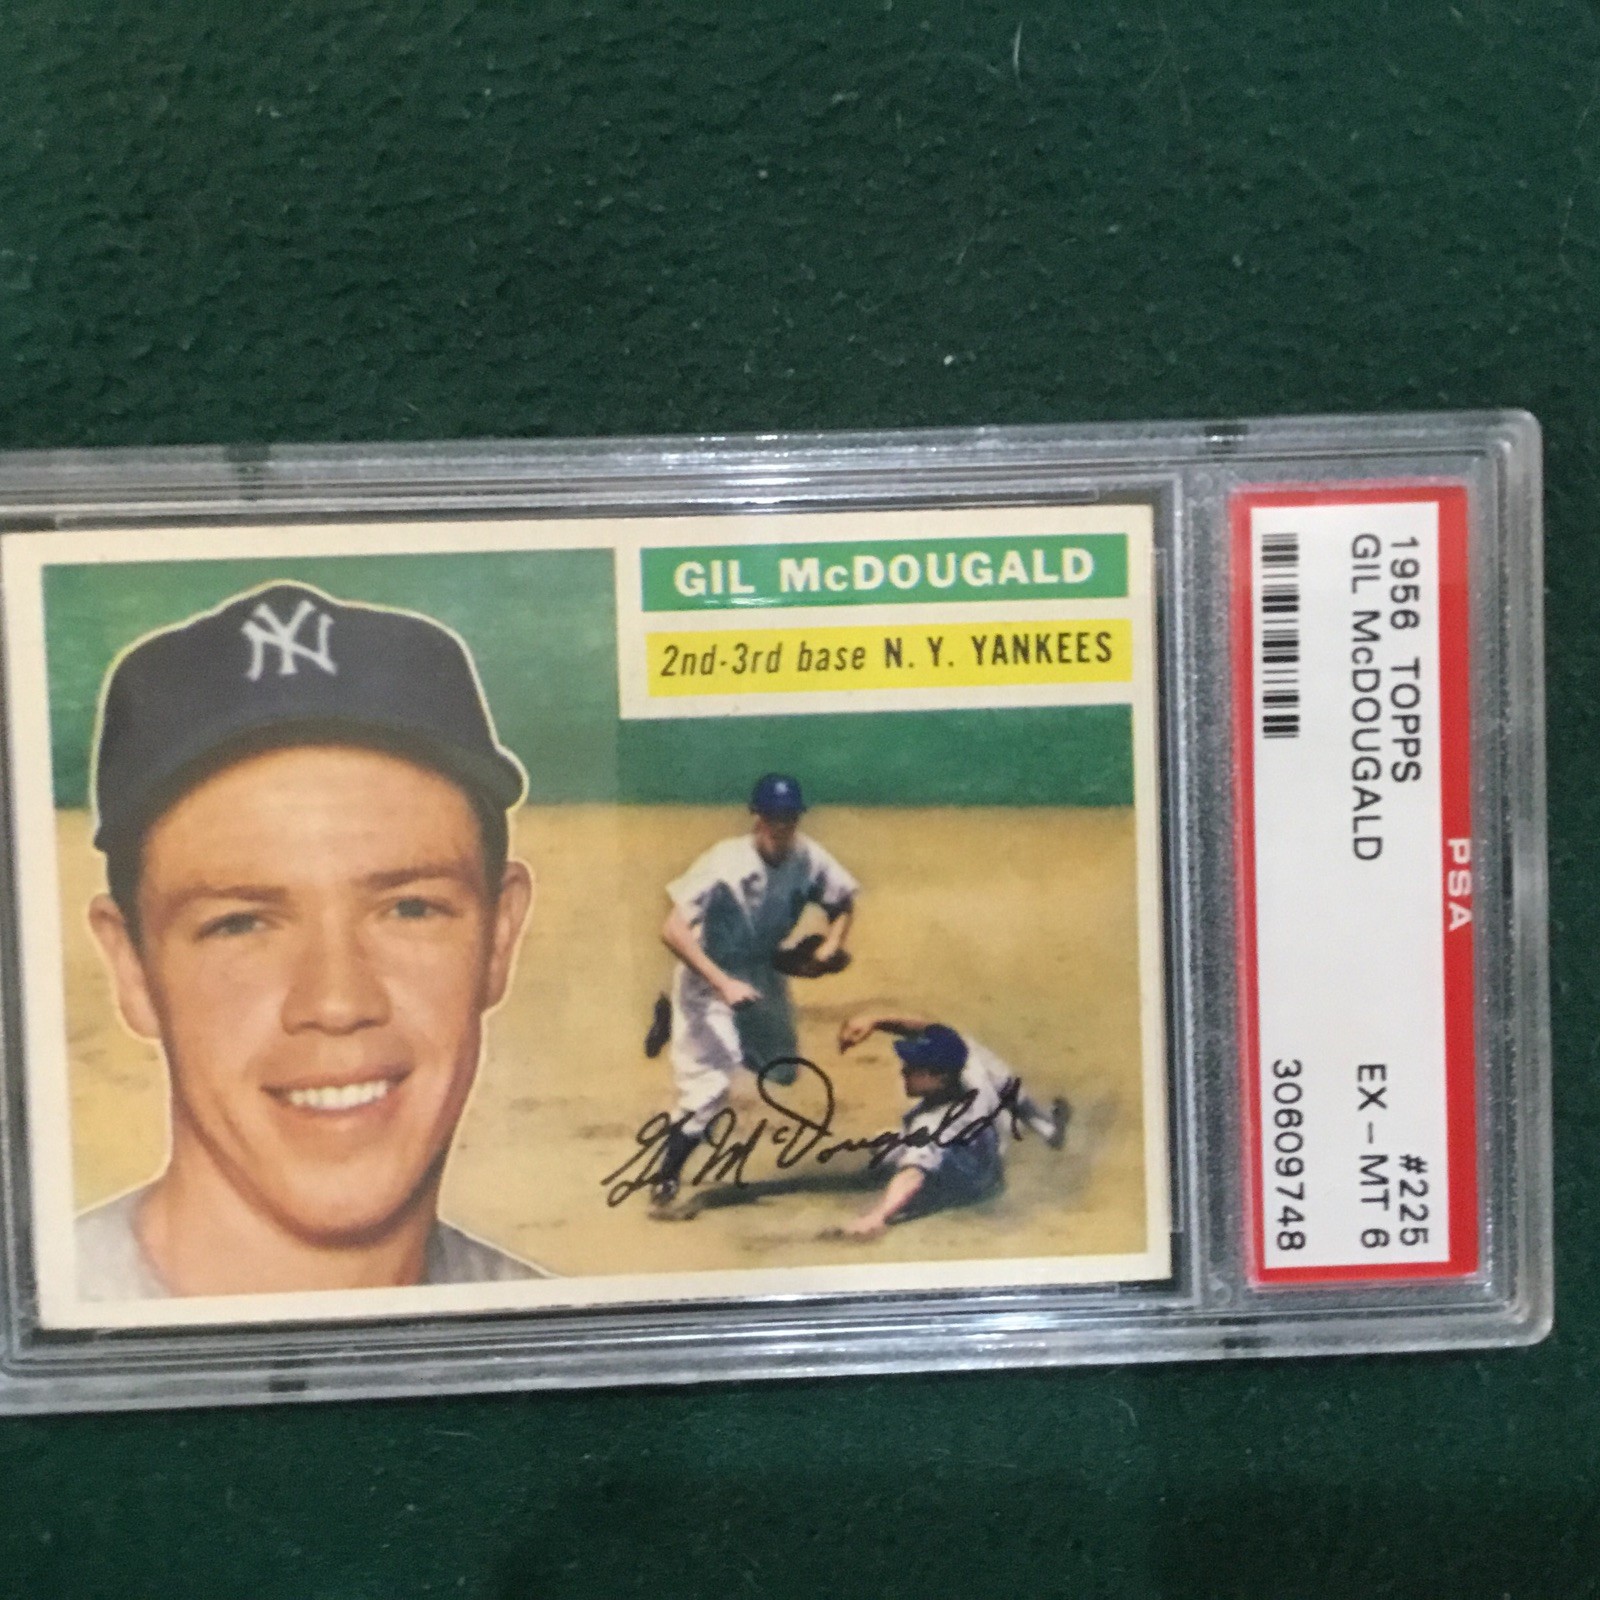 GIL McDOUGALD
2nd-3rd base N. Y. YANKEES
NY
Gil McDougald
PSA
1956 TOPPS #225
GIL McDOUGALD EX-MT 6
30609748